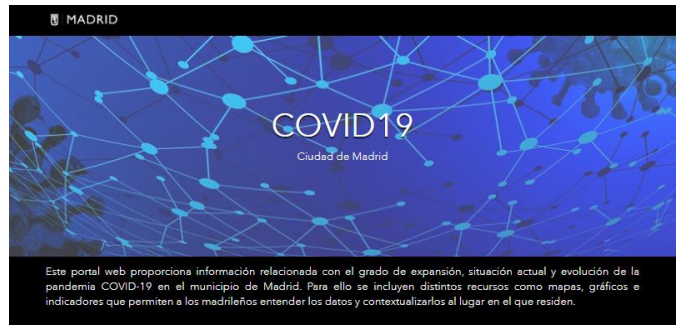 MADRID
COVID19
Ciudad de Madrid
Este portal web proporciona información relacionada con el grado de expansión, situación actual y evolución de la
pandemia COVID-19 en el municipio de Madrid. Para ello se incluyen distintos recursos como mapas, gráficos e
indicadores que permiten a los madrileños entender los datos y contextualizarlos al lugar en el que residen.